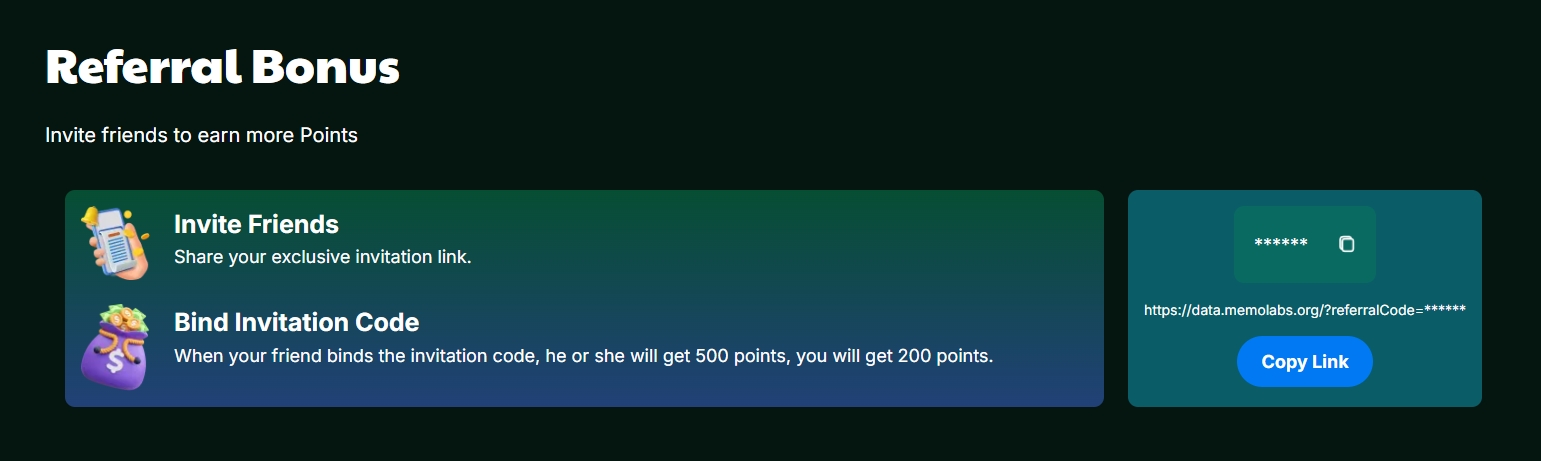 Referral Bonus
Invite friends to earn more Points
Invite Friends
Share your exclusive invitation link.
Bind Invitation Code
When your friend binds the invitation code, he or she will get 500 points, you will get 200 points.
******
https://data.memolabs.org/?referralCode=******
Copy Link